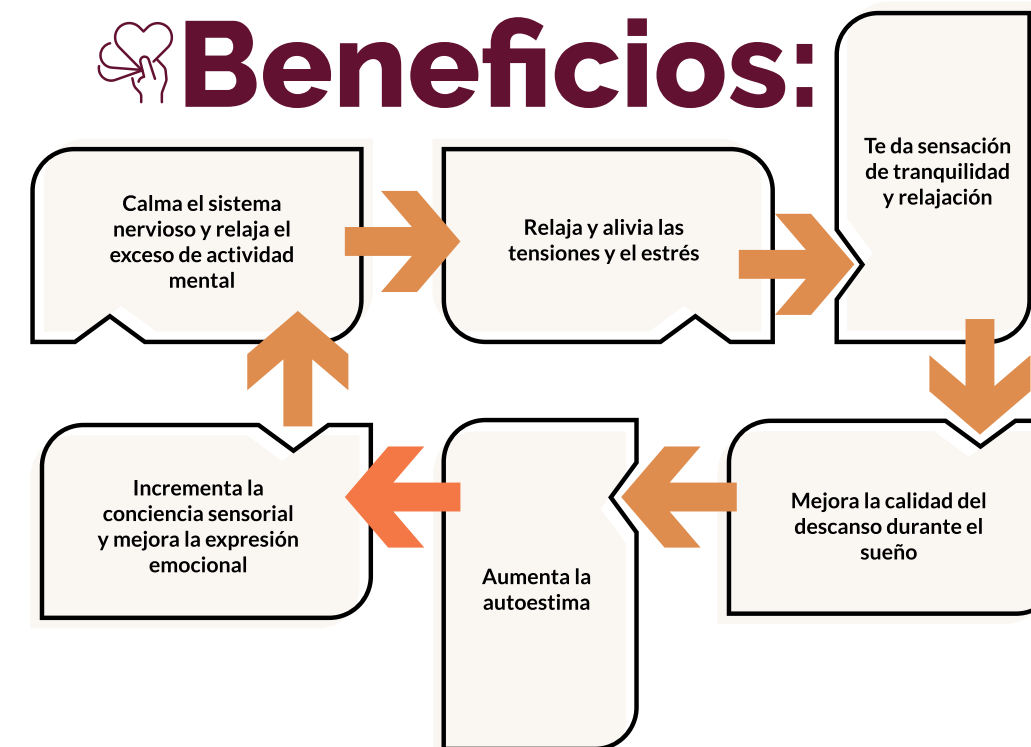 Beneficios:
Calma el sistema
nervioso y relaja el
exceso de actividad
mental
Relaja y alivia las
tensiones y el estrés
Te da sensación
de tranquilidad
y relajación
Mejora la calidad del
descanso durante el
sueño
Aumenta la
autoestima
Incrementa la
conciencia sensorial
y mejora la expresión
emocional